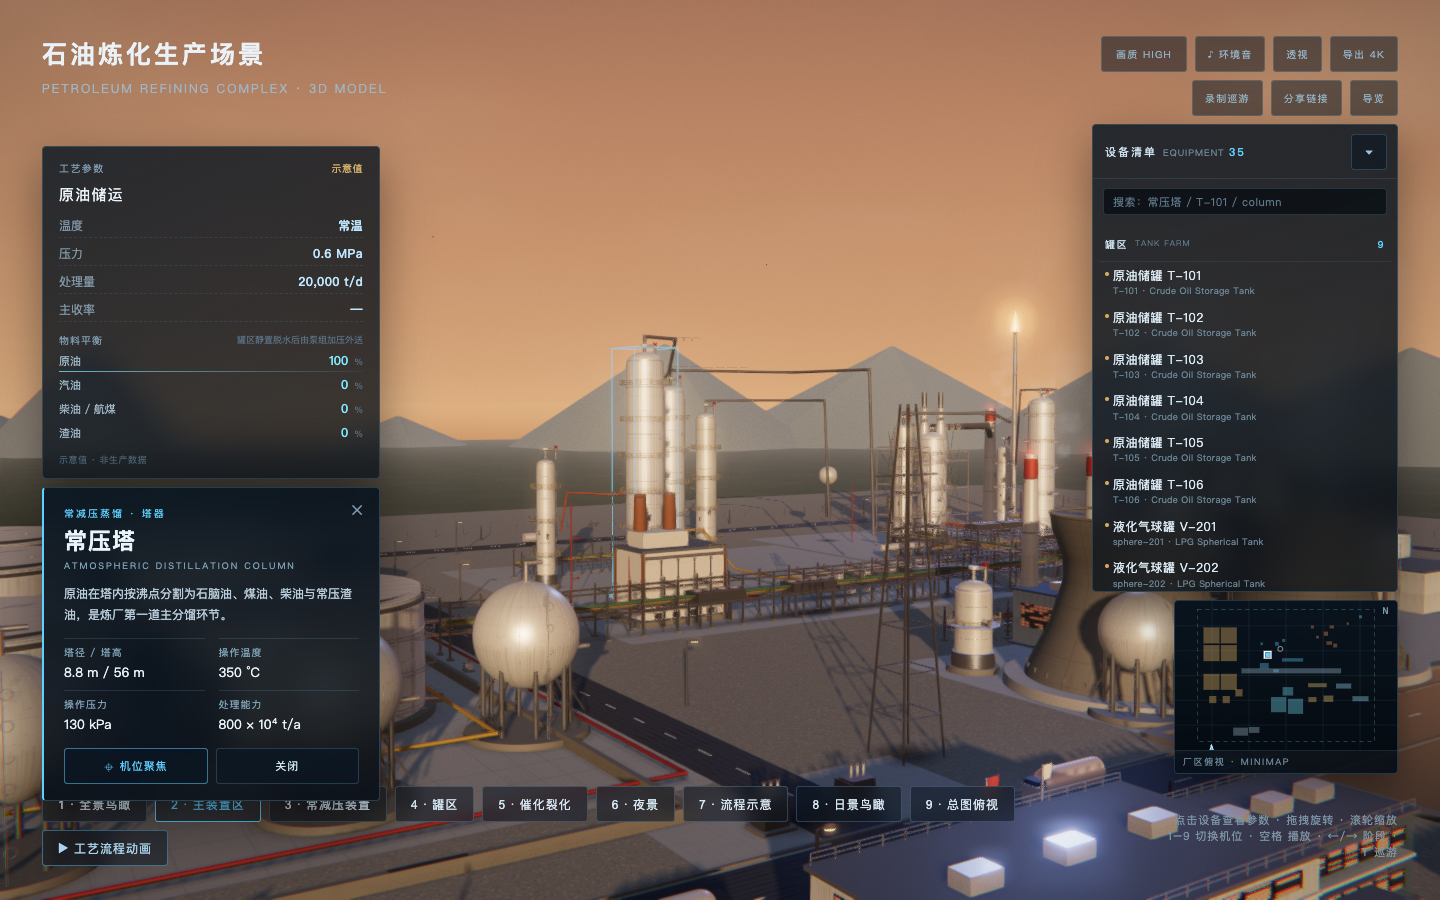 石油炼化生产场景
PETROLEUM REFINING COMPLEX · 3D MODEL
画质 HIGH
♪ 环境音
透视
导出 4K
录制巡游
分享链接
导览
工艺参数
示意值
原油储运
温度 常温
压力 0.6 MPa
处理量 20,000 t/d
主收率 —
物料平衡 罐区静置脱水后由泵组加压外送
原油 100 %
汽油 0 %
柴油 / 航煤 0 %
渣油 0 %
示意值 · 非生产数据
常减压蒸馏 · 塔器
常压塔
ATMOSPHERIC DISTILLATION COLUMN
原油在塔内按沸点分割为石脑油、煤油、柴油与常压渣
油，是炼厂第一道主分馏环节。
塔径 / 塔高
8.8 m / 56 m
操作温度
350 °C
操作压力
130 kPa
处理能力
800 × 10⁴ t/a
⌖ 机位聚焦
关闭
设备清单 EQUIPMENT 35
搜索：常压塔 / T-101 / column
罐区 TANK FARM 9
原油储罐 T-101
T-101 · Crude Oil Storage Tank
原油储罐 T-102
T-102 · Crude Oil Storage Tank
原油储罐 T-103
T-103 · Crude Oil Storage Tank
原油储罐 T-104
T-104 · Crude Oil Storage Tank
原油储罐 T-105
T-105 · Crude Oil Storage Tank
原油储罐 T-106
T-106 · Crude Oil Storage Tank
液化气球罐 V-201
sphere-201 · LPG Spherical Tank
液化气球罐 V-202
sphere-202 · LPG Spherical Tank
N
厂区俯视 · MINIMAP
1 · 全景鸟瞰
2 · 主装置区
3 · 常减压装置
4 · 罐区
5 · 催化裂化
6 · 夜景
7 · 流程示意
8 · 日景鸟瞰
9 · 总图俯视
▶ 工艺流程动画
点击设备查看参数 · 拖拽旋转 · 滚轮缩放
1–9 切换机位 · 空格 播放 · ←/→ 阶段 ·
T 巡游